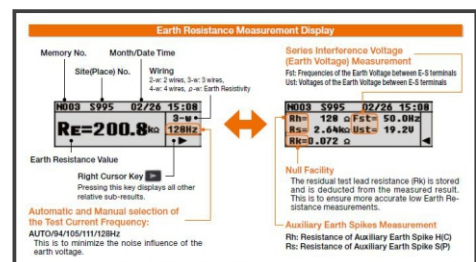 Earth Resistance Measurement Display
Memory No.
Month/Date Time
Site(Place) No.
Wiring
2-w: 2 wires, 3-w: 3 wires,
4-w: 4 wires, ρ-w: Earth Resistivity
N003 S995 02/26 15:08
3-w
RE=200.8kΩ 128Hz
Earth Resistance Value
Right Cursor Key
Pressing this key displays all other
relative sub-results.
Automatic and Manual selection of
the Test Current Frequency:
AUTO/94/105/111/128Hz
This is to minimize the noise influence of the
earth voltage.
Series Interference Voltage
(Earth Voltage) Measurement
Fst: Frequencies of the Earth Voltage between E-S terminals
Ust: Voltages of the Earth Voltage between E-S terminals
N003 S995 02/26 15:08
Rh= 128 Ω Fst= 50.0Hz
Rs= 2.64kΩ Ust= 19.2V
Rk=0.072 Ω
Null Facility
The residual test lead resistance (Rk) is stored
and is deducted from the measured result.
This is to ensure more accurate low Earth Re-
sistance measurements.
Auxiliary Earth Spikes Measurement
Rh: Resistance of Auxiliary Earth Spike H(C)
Rs: Resistance of Auxiliary Earth Spike S(P)